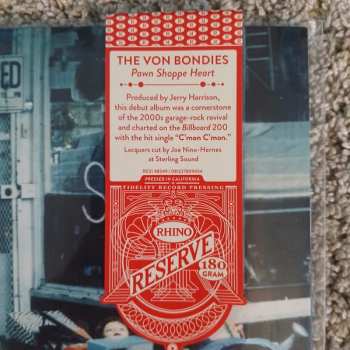 THE VON BONDIES
Pawn Shoppe Heart
Produced by Jerry Harrison,
this debut album was a cornerstone
of the 2000s garage-rock revival
and charted on the Billboard 200
with the hit single “C’mon C’mon.”
Lacquers cut by Joe Nino-Hernes
at Sterling Sound
PRESSED IN CALIFORNIA
FIDELITY RECORD PRESSING
RHINO
RESERVE
180
GRAM
ED